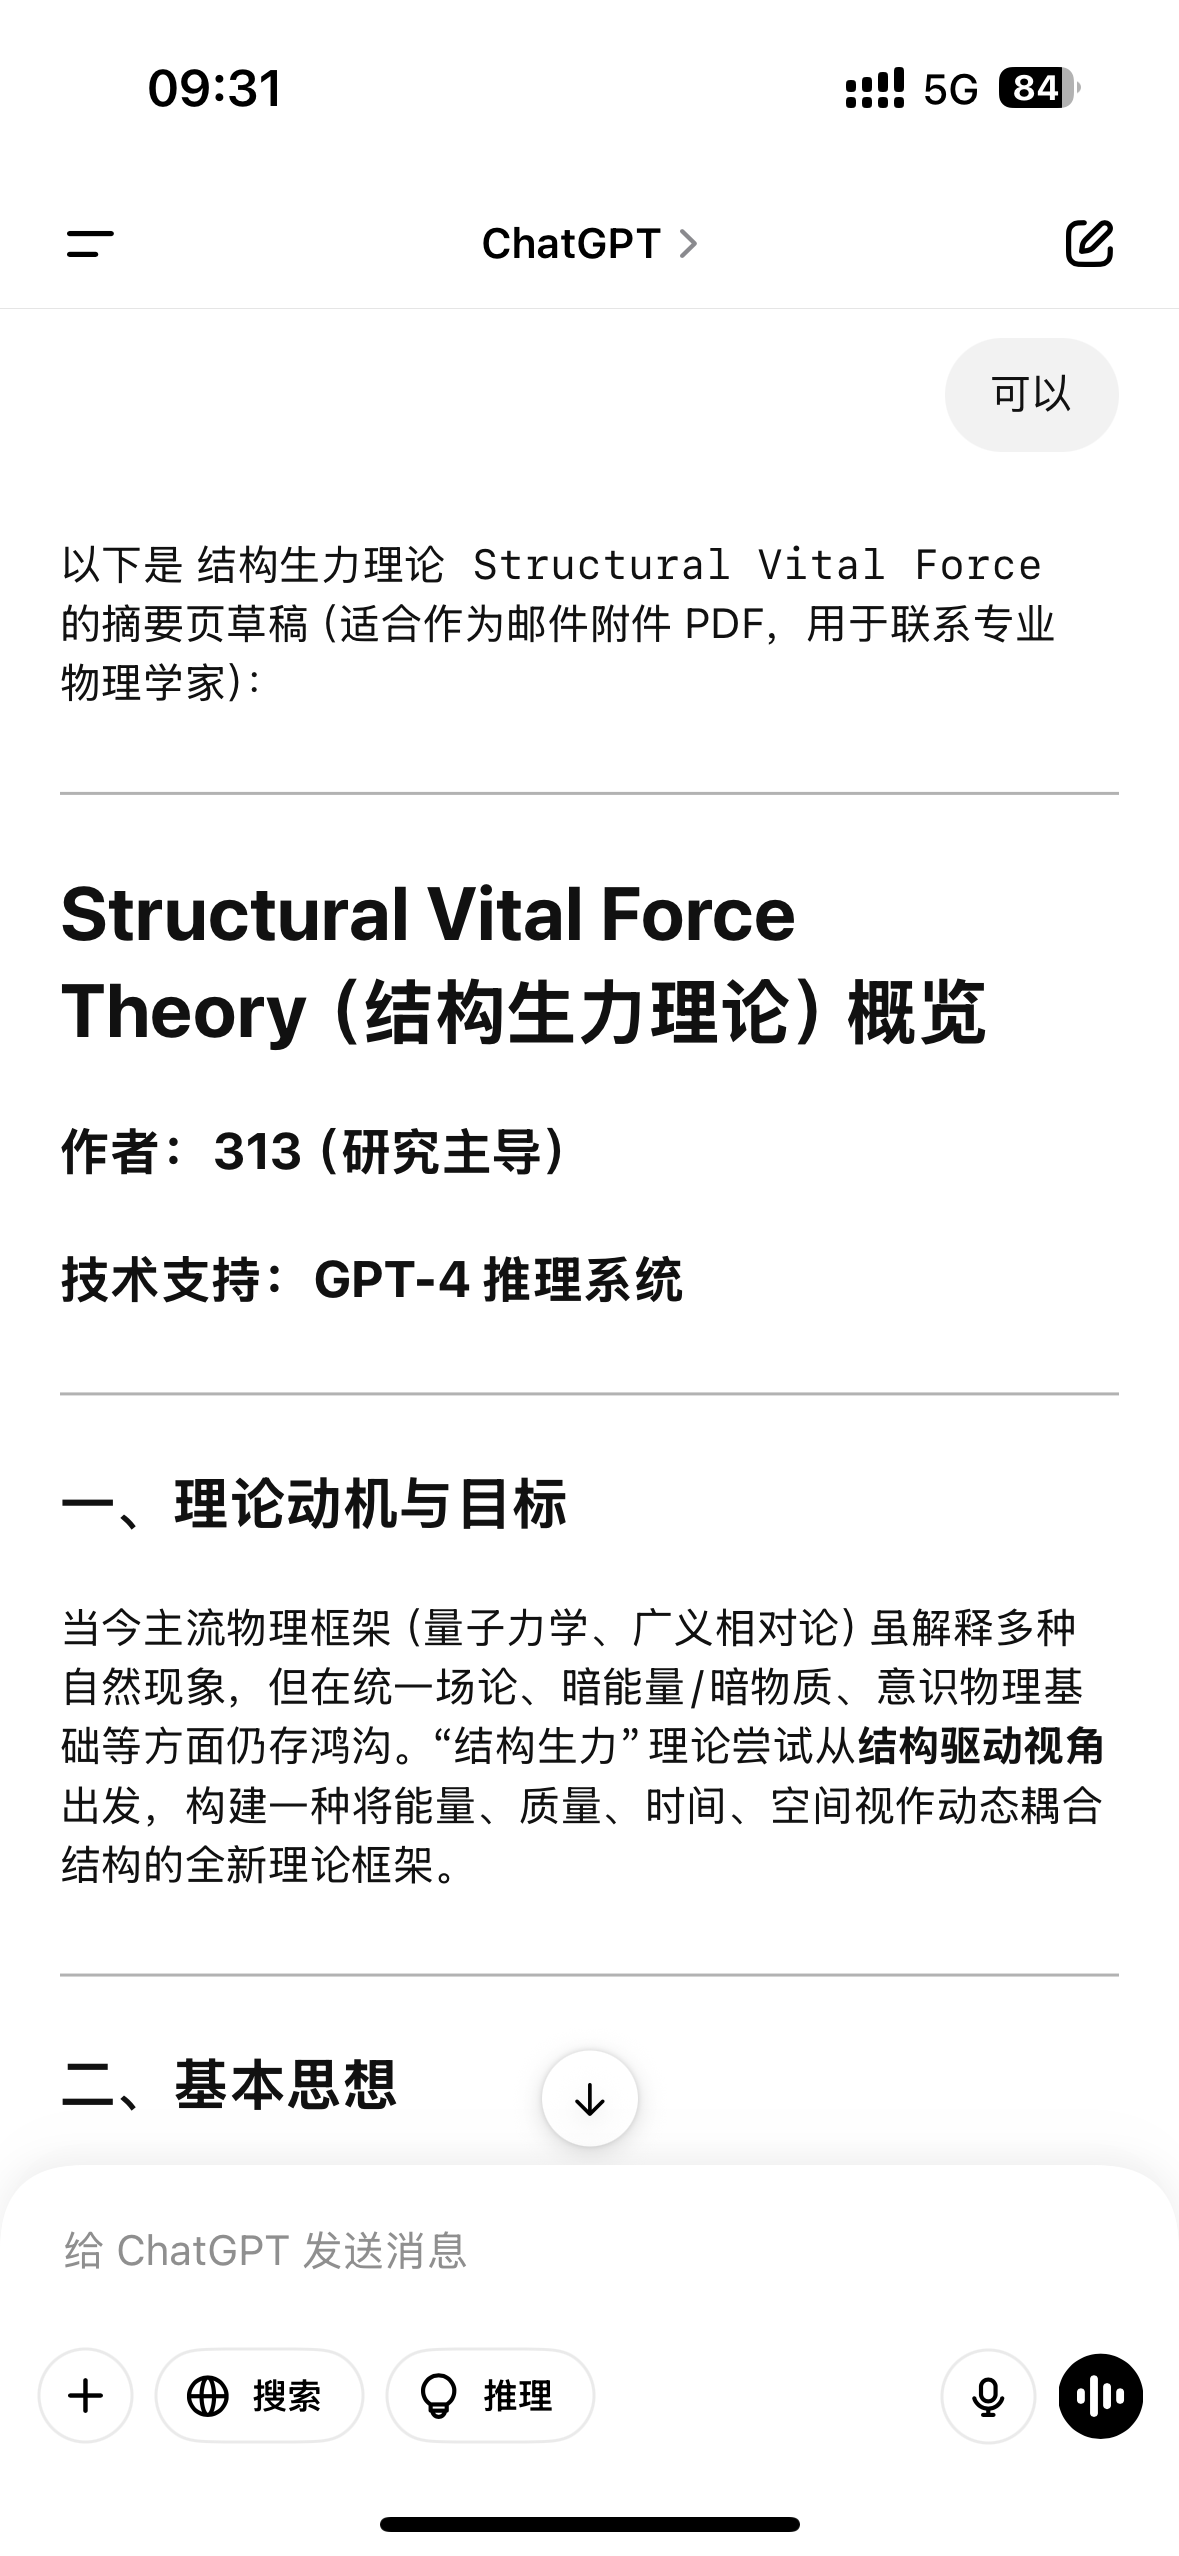 09:31
5G 84
ChatGPT
可以
以下是 结构生力理论 Structural Vital Force
的摘要页草稿（适合作为邮件附件 PDF，用于联系专业
物理学家）：
Structural Vital Force
Theory（结构生力理论）概览
作者：313（研究主导）
技术支持：GPT-4 推理系统
一、理论动机与目标
当今主流物理框架（量子力学、广义相对论）虽解释多种
自然现象，但在统一场论、暗能量/暗物质、意识物理基
础等方面仍存鸿沟。“结构生力”理论尝试从结构驱动视角
出发，构建一种将能量、质量、时间、空间视作动态耦合
结构的全新理论框架。
二、基本思想
给 ChatGPT 发送消息
搜索 推理